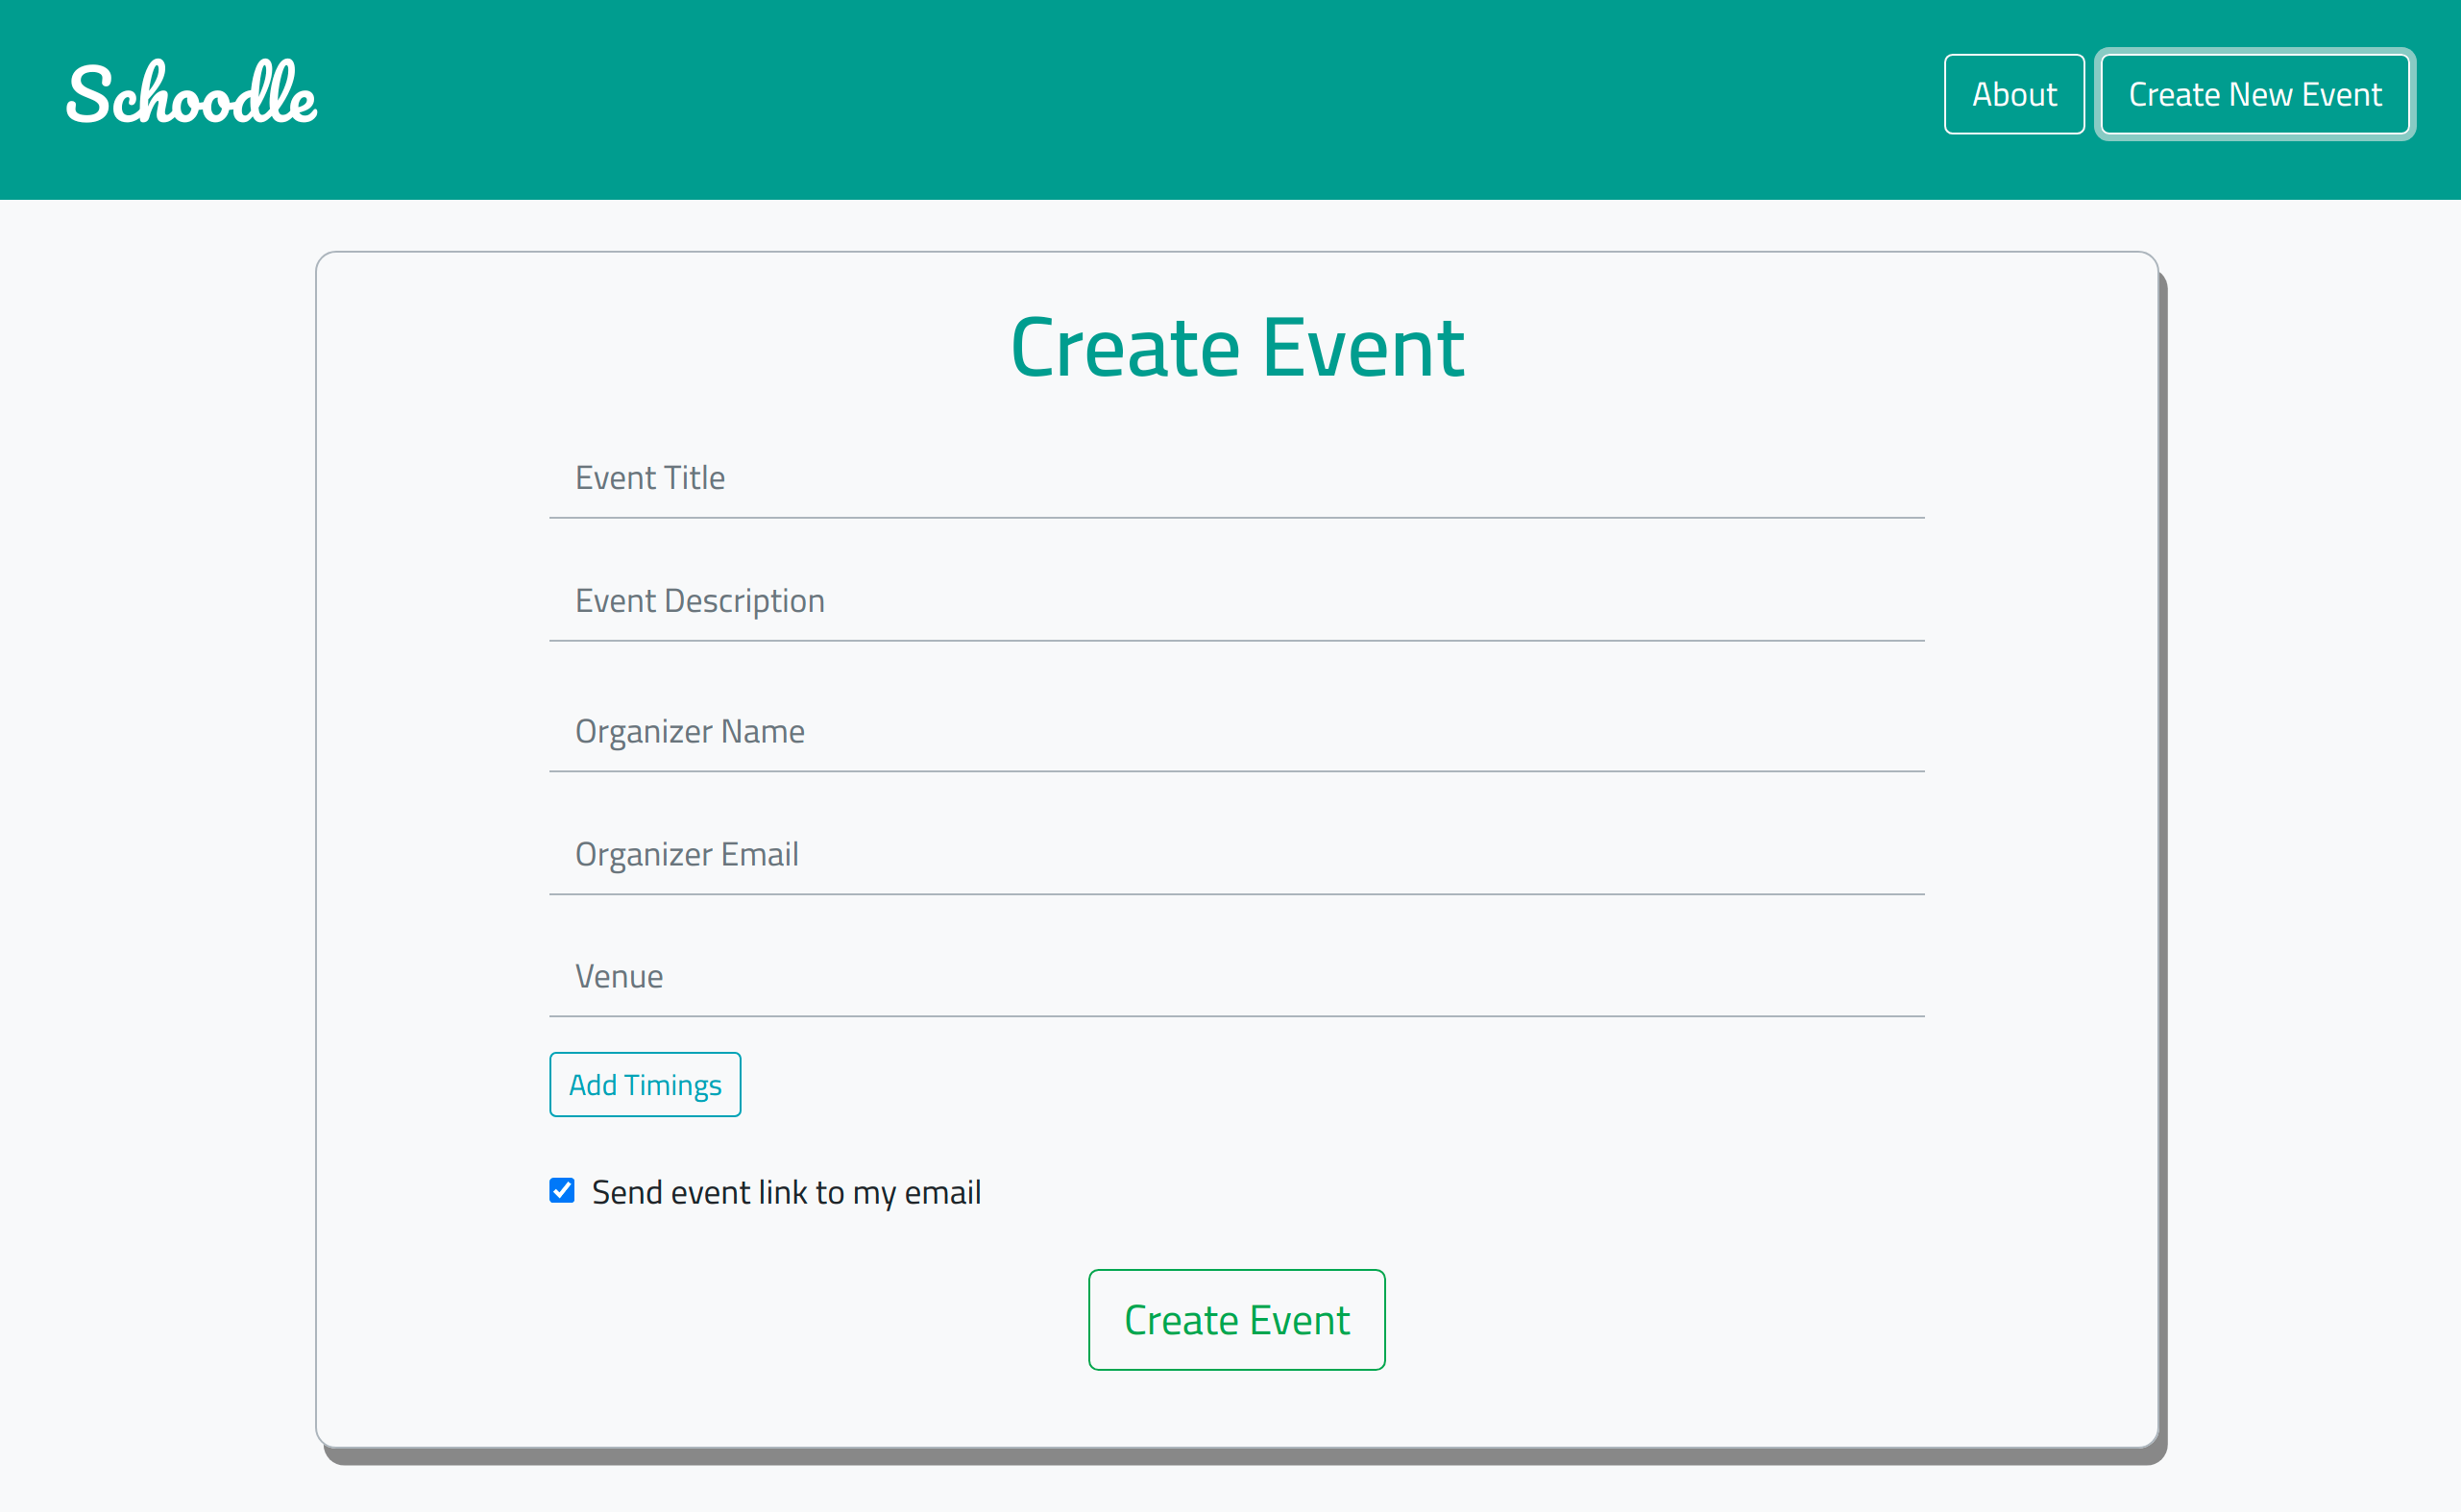 Schoodle
About
Create New Event
Create Event
Event Title
Event Description
Organizer Name
Organizer Email
Venue
Add Timings
Send event link to my email
Create Event